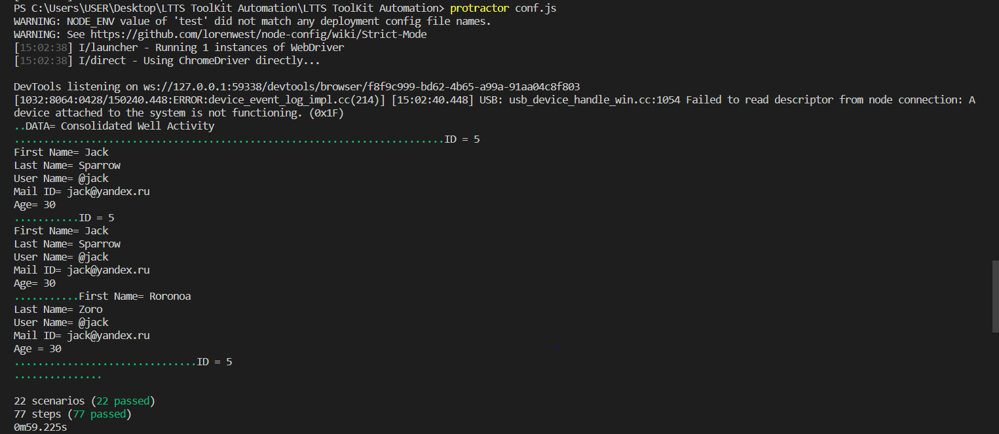 PS C:\Users\USER\Desktop\LTTS ToolKit Automation\LTTS ToolKit Automation> protractor conf.js
WARNING: NODE_ENV value of 'test' did not match any deployment config file names.
WARNING: See https://github.com/lorenwest/node-config/wiki/Strict-Mode
[15:02:38] I/launcher - Running 1 instances of WebDriver
[15:02:38] I/direct - Using ChromeDriver directly...
DevTools listening on ws://127.0.0.1:59338/devtools/browser/f8f9c999-bd62-4b65-a99a-91aa04c8f803
[1032:8064:0428/150240.448:ERROR:device_event_log_impl.cc(214)] [15:02:40.448] USB: usb_device_handle_win.cc:1054 Failed to read descriptor from node connection: A
device attached to the system is not functioning. (0x1F)
..DATA= Consolidated Well Activity
.........................................................................ID = 5
First Name= Jack
Last Name= Sparrow
User Name= @jack
Mail ID= jack@yandex.ru
Age= 30
...........ID = 5
First Name= Jack
Last Name= Sparrow
User Name= @jack
Mail ID= jack@yandex.ru
Age= 30
...........First Name= Roronoa
Last Name= Zoro
User Name= @jack
Mail ID= jack@yandex.ru
Age = 30
...............................ID = 5
...............
22 scenarios (22 passed)
77 steps (77 passed)
0m59.225s